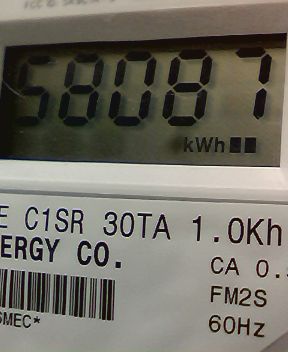 58087
kWh
E C1SR 30TA 1.0Kh
ERGY CO.
CA 0.
FM2S
SMEC*
60Hz